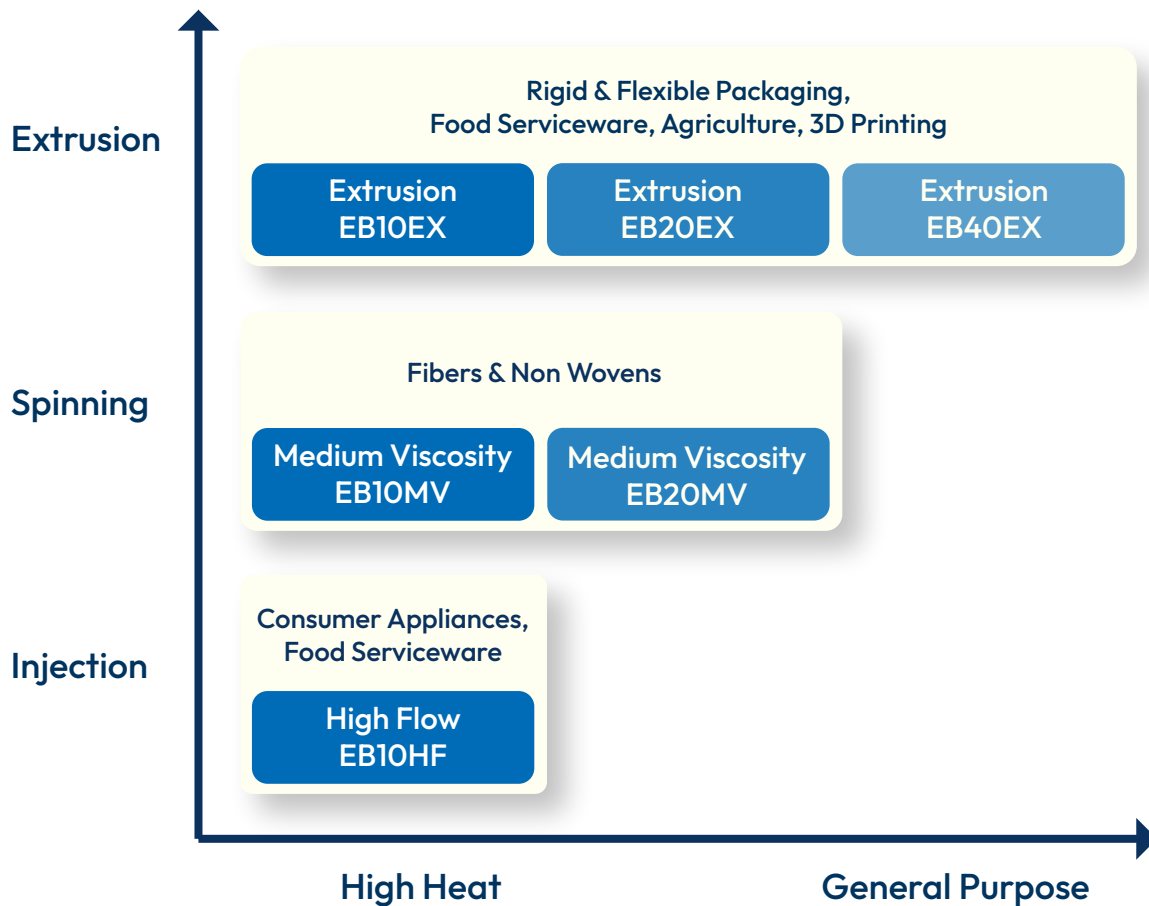 Extrusion
Rigid & Flexible Packaging,
Food Serviceware, Agriculture, 3D Printing
Extrusion
EB10EX
Extrusion
EB20EX
Extrusion
EB40EX
Spinning
Fibers & Non Wovens
Medium Viscosity
EB10MV
Medium Viscosity
EB20MV
Injection
Consumer Appliances,
Food Serviceware
High Flow
EB10HF
High Heat
General Purpose